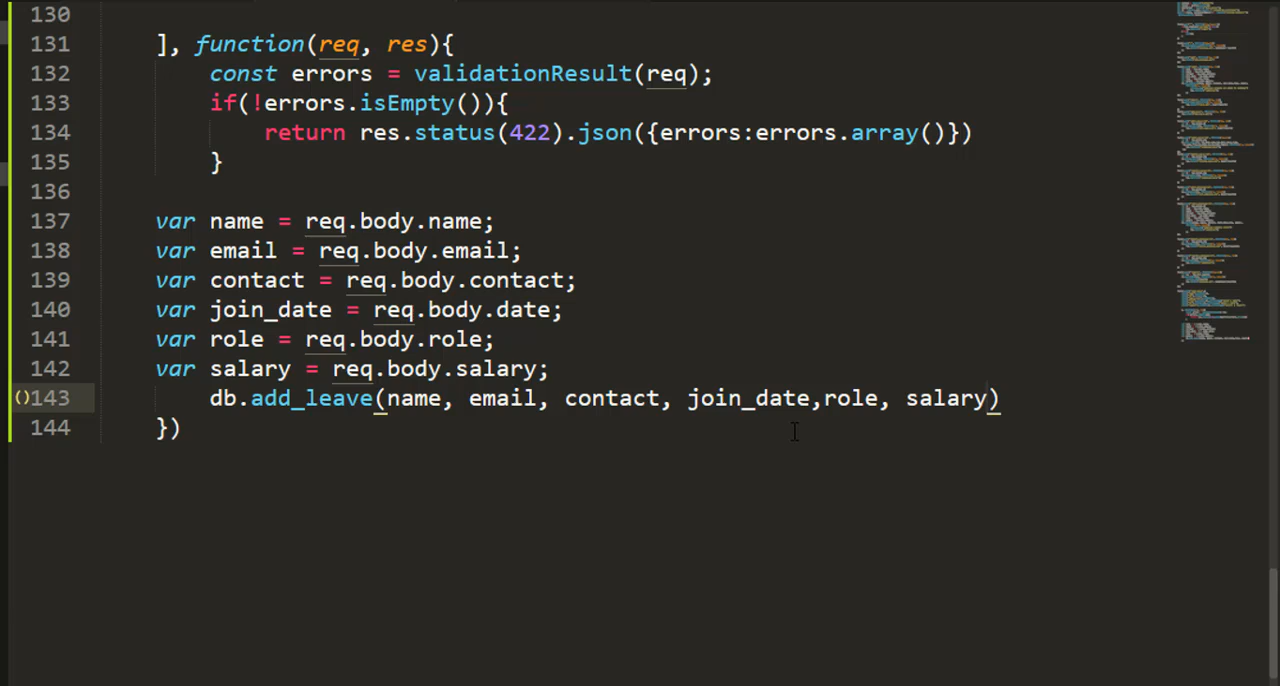 130
131 ], function(req, res){
132 const errors = validationResult(req);
133 if(!errors.isEmpty()){
134 return res.status(422).json({errors:errors.array()})
135 }
136
137 var name = req.body.name;
138 var email = req.body.email;
139 var contact = req.body.contact;
140 var join_date = req.body.date;
141 var role = req.body.role;
142 var salary = req.body.salary;
()143 db.add_leave(name, email, contact, join_date,role, salary)
144 })